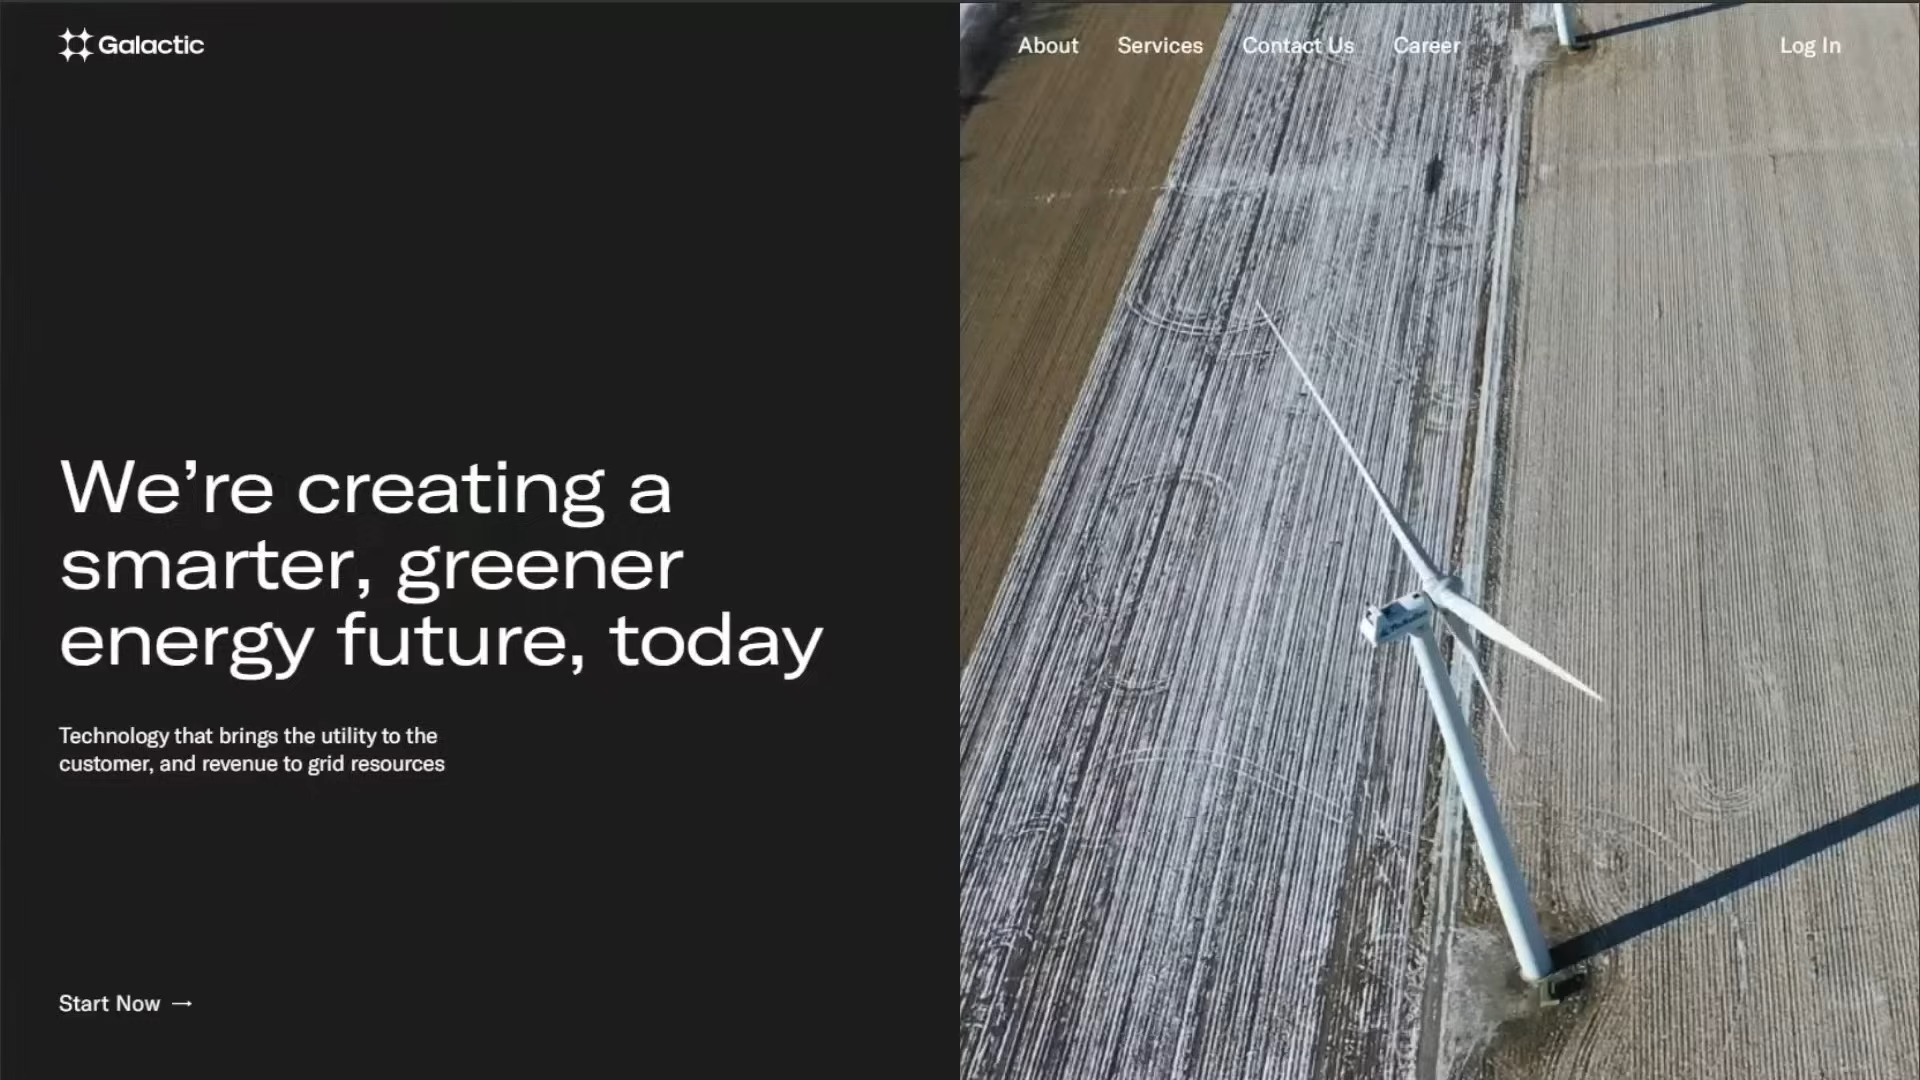 Galactic
About
Services
Contact Us
Career
Log In
We’re creating a
smarter, greener
energy future, today
Technology that brings the utility to the
customer, and revenue to grid resources
Start Now →